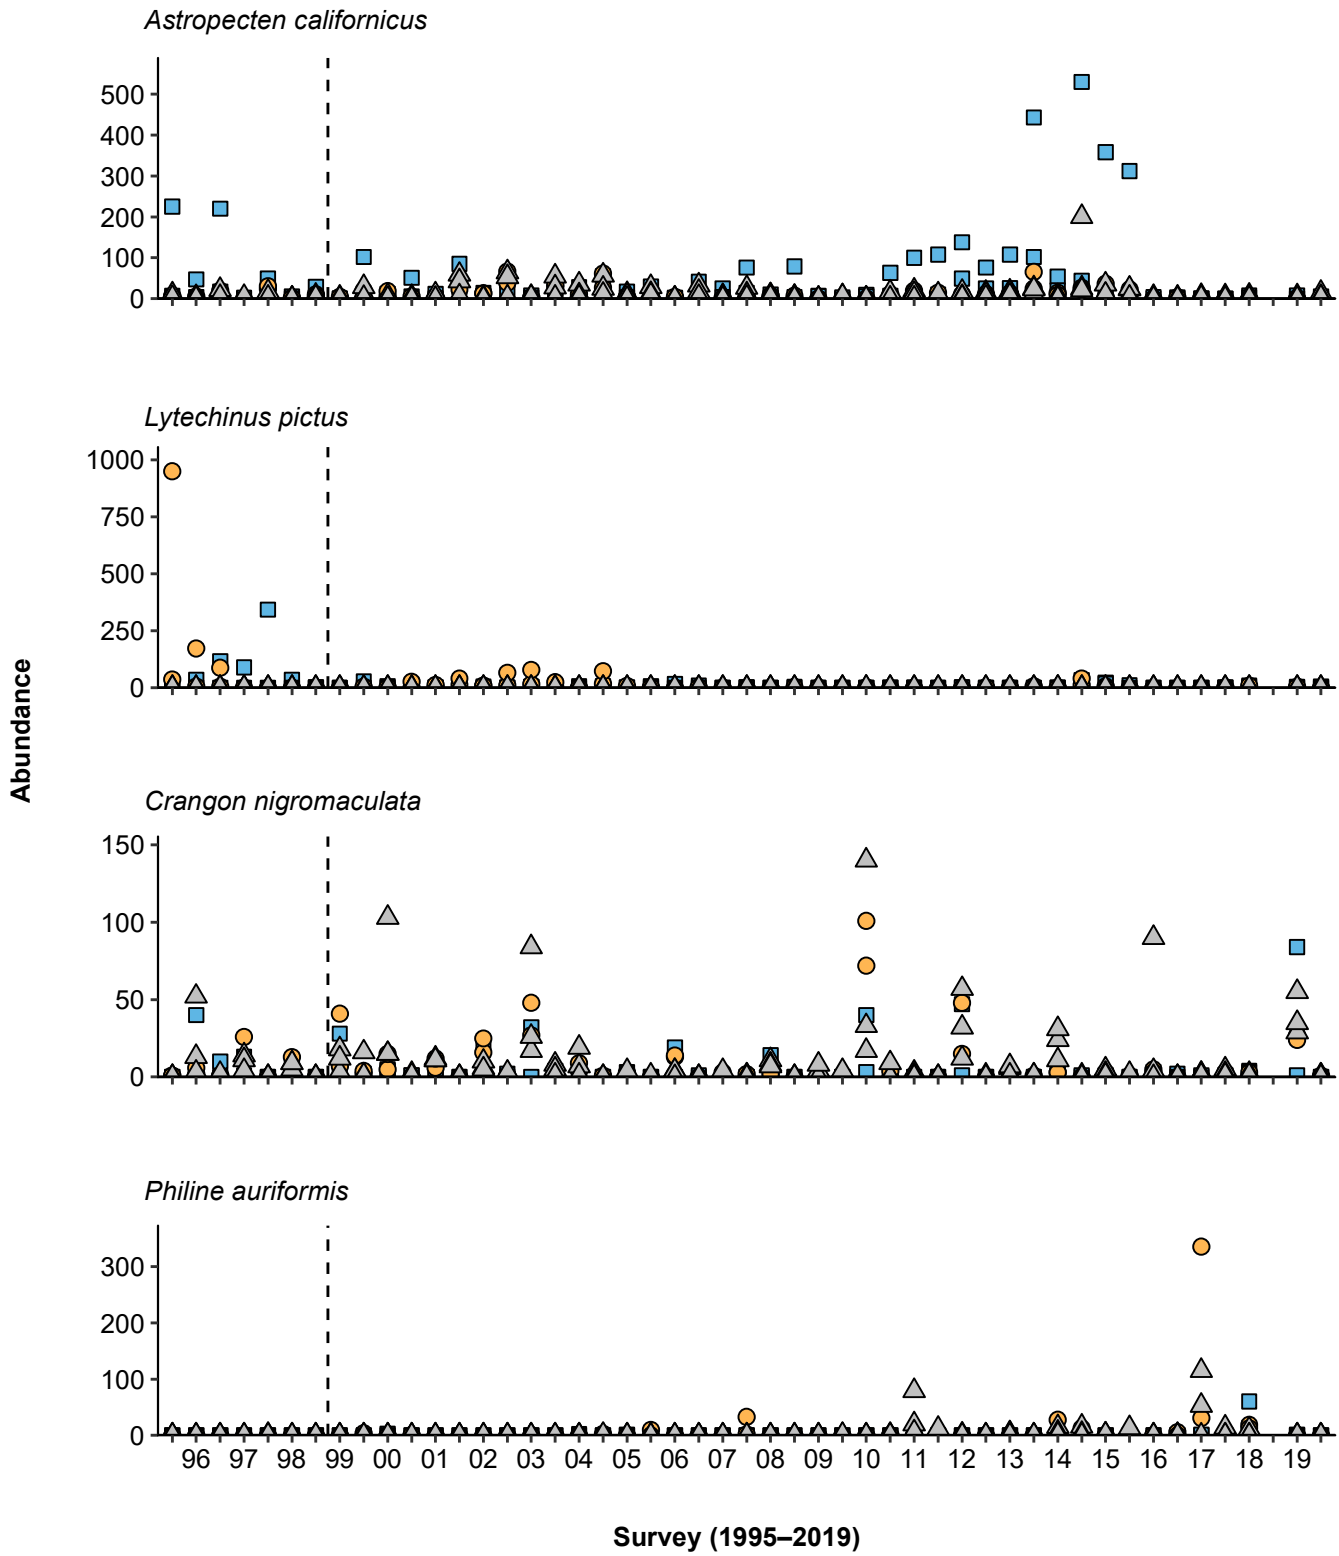 Astropecten californicus
500
400
300
200
100
0
Lytechinus pictus
1000
750
500
250
0
Abundance
Crangon nigromaculata
150
100
50
0
Philine auriformis
300
200
100
0
96 97 98 99 00 01 02 03 04 05 06 07 08 09 10 11 12 13 14 15 16 17 18 19
Survey (1995–2019)